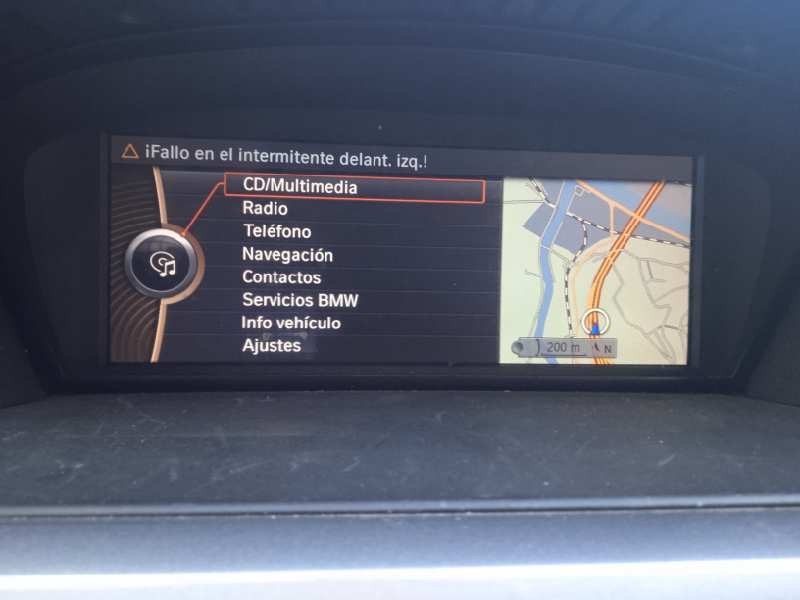 ¡Fallo en el intermitente delant. izq.!
CD/Multimedia
Radio
Teléfono
Navegación
Contactos
Servicios BMW
Info vehículo
Ajustes
200 m
N